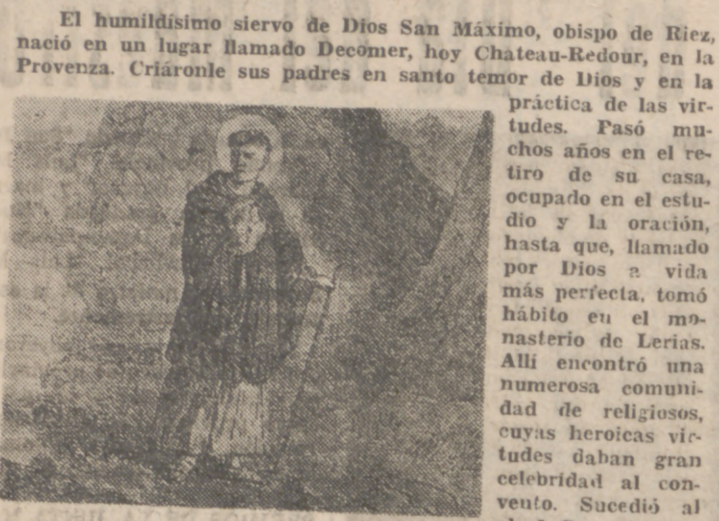 El humildísimo siervo de Dios San Máximo, obispo de Riez,
nació en un lugar llamado Decomer, hoy Chateau-Redour, en la
Provenza. Criáronle sus padres en santo temor de Dios y en la
práctica de las vir-
tudes. Pasó mu-
chos años en el re-
tiro de su casa,
ocupado en el estu-
dio y la oración,
hasta que, llamado
por Dios a vida
más perfecta, tomó
hábito en el mo-
nasterio de Lerias.
Allí encontró una
numerosa comuni-
dad de religiosos,
cuyas heroicas vir-
tudes daban gran
celebridad al con-
vento. Sucedió al